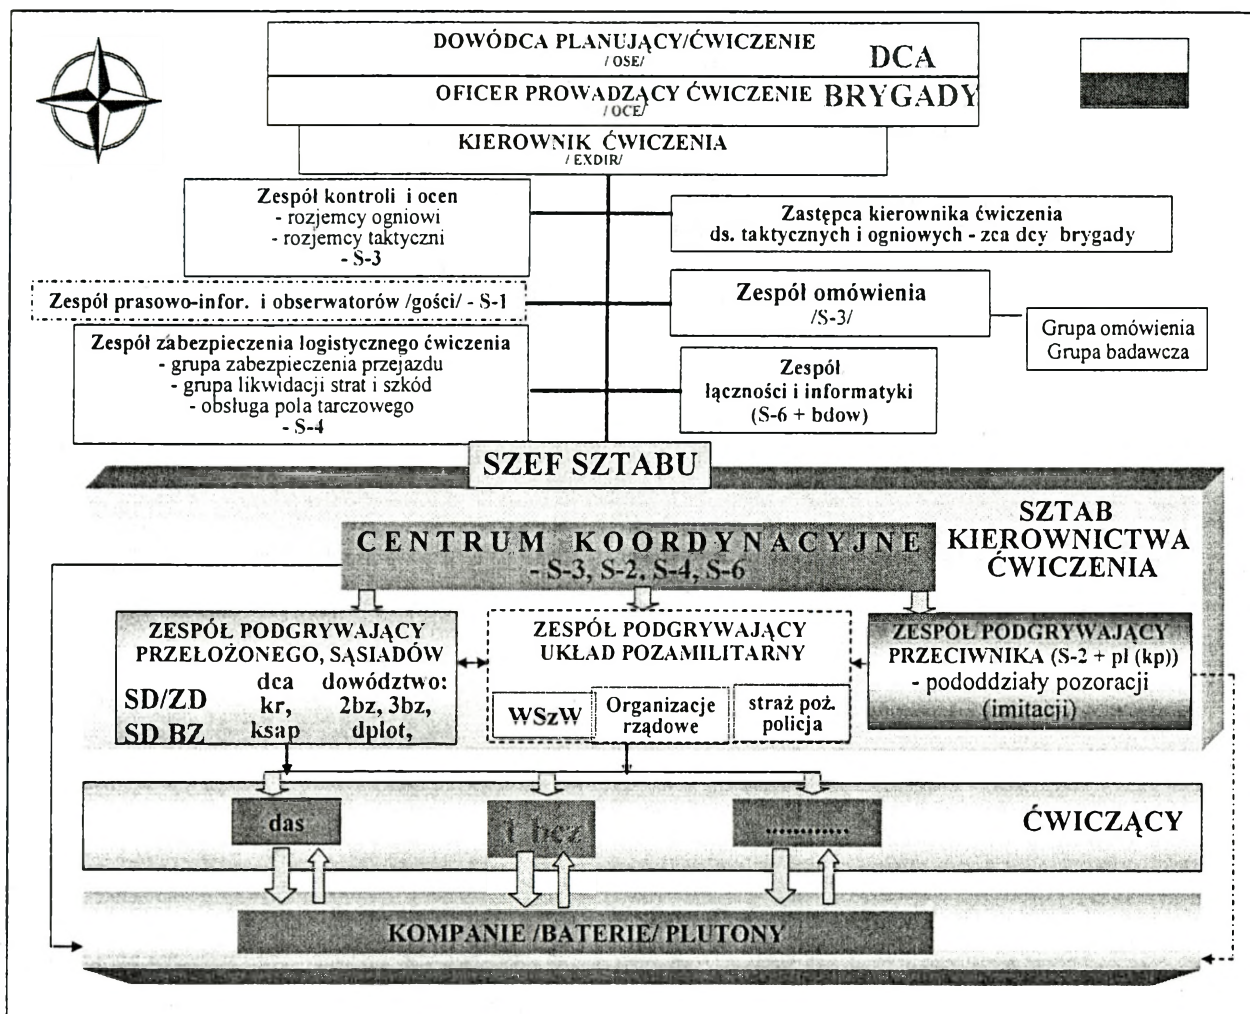 DOWÓDCA PLANUJĄCY/ĆWICZENIE
/ OSE/
DCA
OFICER PROWADZĄCY ĆWICZENIE BRYGADY
/ OCE/
KIEROWNIK ĆWICZENIA
/ EXDIR/
Zespół kontroli i ocen
- rozjemcy ogniowi
- rozjemcy taktyczni
- S-3
Zastępca kierownika ćwiczenia
ds. taktycznych i ogniowych - zca dcy brygady
Zespół prasowo-infor. i obserwatorów /gości/ - S-1
Zespół omówienia
/S-3/
Grupa omówienia
Grupa badawcza
Zespół zabezpieczenia logistycznego ćwiczenia
- grupa zabezpieczenia przejazdu
- grupa likwidacji strat i szkód
- obsługa pola tarczowego
- S-4
Zespół
łączności i informatyki
(S-6 + bdow)
SZEF SZTABU
SZTAB
KIEROWNICTWA
ĆWICZENIA
CENTRUM KOORDYNACYJNE
- S-3, S-2, S-4, S-6
ZESPÓŁ PODGRYWAJĄCY
PRZEŁOŻONEGO, SĄSIADÓW
SD/ZD
SD BZ
dca
kr,
ksap
dowództwo:
2bz, 3bz,
dplot,
ZESPÓŁ PODGRYWAJĄCY
UKŁAD POZAMILITARNY
WSzW
Organizacje
rządowe
straż poż.
policja
ZESPÓŁ PODGRYWAJĄCY
PRZECIWNIKA (S-2 + pl (kp))
- pododdziały pozoracji
(imitacji)
das
1 bcz
............
ĆWICZĄCY
KOMPANIE /BATERIE/ PLUTONY